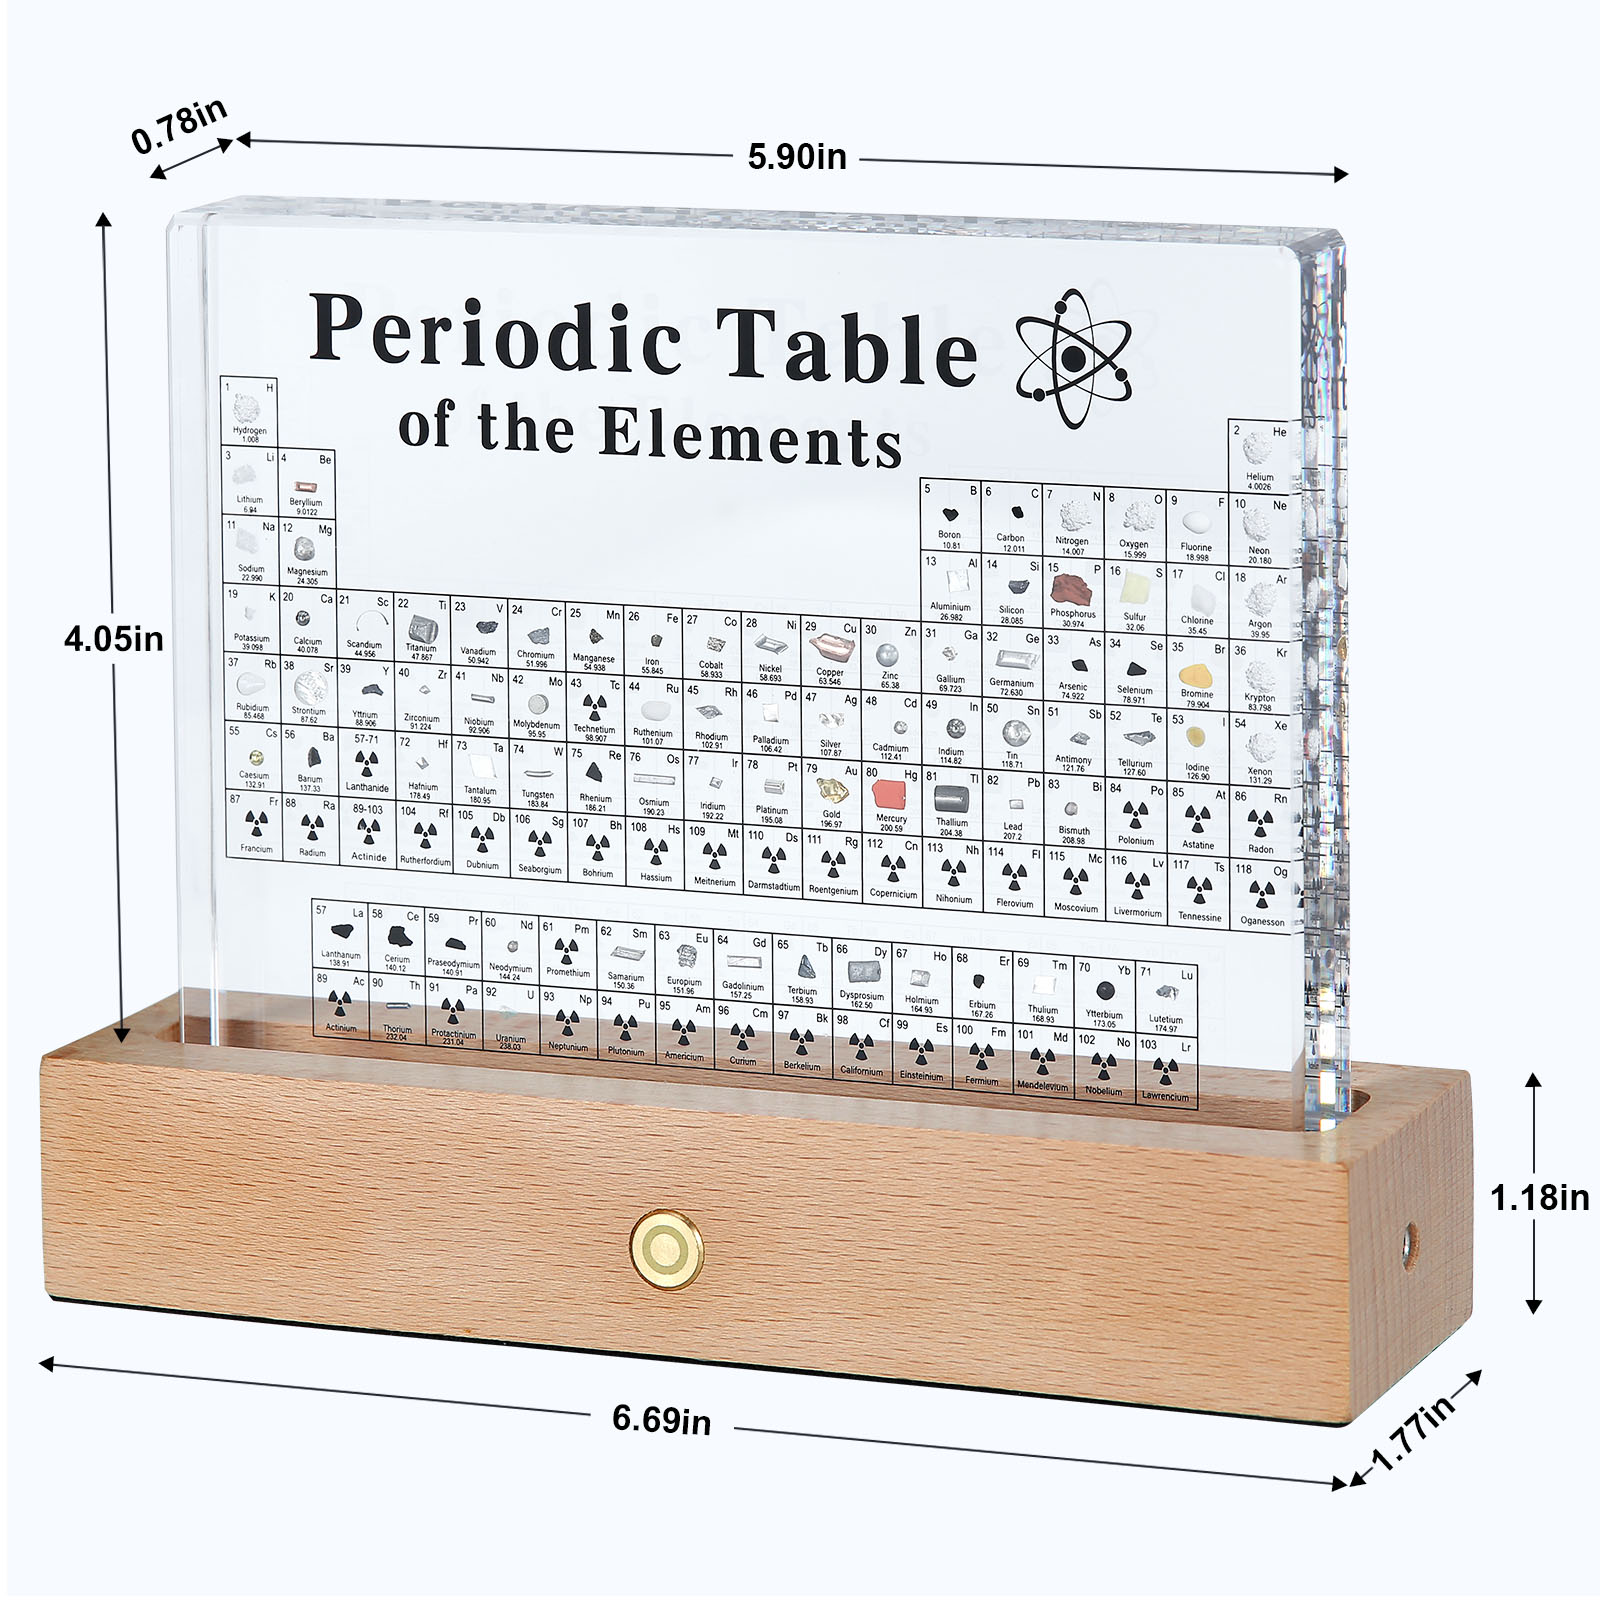 0.78in
5.90in
4.05in
Periodic Table
of the Elements
1 H
Hydrogen
1.008
2 He
Helium
4.0026
3 Li
Lithium
6.94
4 Be
Beryllium
9.0122
5 B
Boron
10.81
6 C
Carbon
12.011
7 N
Nitrogen
14.007
8 O
Oxygen
15.999
9 F
Fluorine
18.998
10 Ne
Neon
20.180
11 Na
Sodium
22.990
12 Mg
Magnesium
24.305
13 Al
Aluminium
26.982
14 Si
Silicon
28.085
15 P
Phosphorus
30.974
16 S
Sulfur
32.06
17 Cl
Chlorine
35.45
18 Ar
Argon
39.95
19 K
Potassium
39.098
20 Ca
Calcium
40.078
21 Sc
Scandium
44.956
22 Ti
Titanium
47.867
23 V
Vanadium
50.942
24 Cr
Chromium
51.996
25 Mn
Manganese
54.938
26 Fe
Iron
55.845
27 Co
Cobalt
58.933
28 Ni
Nickel
58.693
29 Cu
Copper
63.546
30 Zn
Zinc
65.38
31 Ga
Gallium
69.723
32 Ge
Germanium
72.630
33 As
Arsenic
74.922
34 Se
Selenium
78.971
35 Br
Bromine
79.904
36 Kr
Krypton
83.798
37 Rb
Rubidium
85.468
38 Sr
Strontium
87.62
39 Y
Yttrium
88.906
40 Zr
Zirconium
91.224
41 Nb
Niobium
92.906
42 Mo
Molybdenum
95.95
43 Tc
Technetium
98.907
44 Ru
Ruthenium
101.07
45 Rh
Rhodium
102.91
46 Pd
Palladium
106.42
47 Ag
Silver
107.87
48 Cd
Cadmium
112.41
49 In
Indium
114.82
50 Sn
Tin
118.71
51 Sb
Antimony
121.76
52 Te
Tellurum
127.60
53 I
Iodine
126.90
54 Xe
Xenon
131.29
55 Cs
Caesium
132.91
56 Ba
Barium
137.33
57-71
Lanthanide
72 Hf
Hafnium
178.49
73 Ta
Tantalum
180.95
74 W
Tungsten
183.84
75 Re
Rhenium
186.21
76 Os
Osmium
190.23
77 Ir
Iridium
192.22
78 Pt
Platinum
195.08
79 Au
Gold
196.97
80 Hg
Mercury
200.59
81 Tl
Thallium
204.38
82 Pb
Lead
207.2
83 Bi
Bismuth
208.98
84 Po
Polonium
85 At
Astatine
86 Rn
Radon
87 Fr
Francium
88 Ra
Radium
89-103
Actinide
104 Rf
Rutherfordium
105 Db
Dubnium
106 Sg
Seaborgium
107 Bh
Bohrium
108 Hs
Hassium
109 Mt
Meitnerium
110 Ds
Darmstadtium
111 Rg
Roentgenium
112 Cn
Copernicium
113 Nh
Nihonium
114 Fl
Flerovium
115 Mc
Moscovium
116 Lv
Livermorium
117 Ts
Tennessine
118 Og
Oganesson
57 La
Lanthanum
138.91
58 Ce
Cerium
140.12
59 Pr
Praseodymium
140.91
60 Nd
Neodymium
144.24
61 Pm
Promethium
62 Sm
Samarium
150.36
63 Eu
Europium
151.96
64 Gd
Gadolinium
157.25
65 Tb
Terbium
158.93
66 Dy
Dysprosium
162.50
67 Ho
Holmium
164.93
68 Er
Erbium
167.26
69 Tm
Thulium
168.93
70 Yb
Ytterbium
173.05
71 Lu
Lutetium
174.97
89 Ac
Actinium
90 Th
Thorium
232.04
91 Pa
Protactinium
231.04
92 U
Uranium
238.03
93 Np
Neptunium
94 Pu
Plutonium
95 Am
Americium
96 Cm
Curium
97 Bk
Berkelium
98 Cf
Californium
99 Es
Einsteinium
100 Fm
Fermium
101 Md
Mendelevium
102 No
Nobelium
103 Lr
Lawrencium
1.18in
6.69in
1.77in